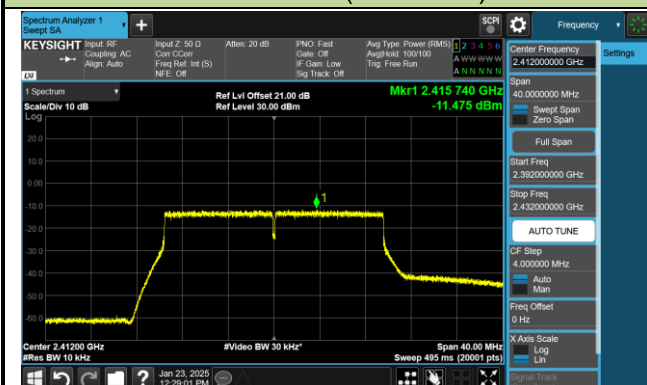 Spectrum Analyzer 1
Swept SA
+
SCPI
Frequency
KEYSIGHT
Input: RF
Coupling: AC
Align: Auto
Input Z: 50 Ω
Corr CCorr
Freq Ref: Int (S)
NFE: Off
Atten: 20 dB
PNO: Fast
Gate: Off
IF Gain: Low
Sig Track: Off
Avg Type: Power (RMS)
Avg|Hold: 100/100
Trig: Free Run
1 2 3 4 5 6
A W W W W W
A N N N N N
LXI
1 Spectrum
Scale/Div 10 dB
Log
Ref Lvl Offset 21.00 dB
Ref Level 30.00 dBm
Mkr1 2.415 740 GHz
-11.475 dBm
20.0
10.0
0.00
-10.0
-20.0
-30.0
-40.0
-50.0
-60.0
1
Center 2.41200 GHz
#Res BW 10 kHz
#Video BW 30 kHz*
Span 40.00 MHz
Sweep 495 ms (20001 pts)
?
Jan 23, 2025
12:29:01 PM
Center Frequency
2.412000000 GHz
Settings
Span
40.0000000 MHz
Swept Span
Zero Span
Full Span
Start Freq
2.392000000 GHz
Stop Freq
2.432000000 GHz
AUTO TUNE
CF Step
4.000000 MHz
Auto
Man
Freq Offset
0 Hz
X Axis Scale
Log
Lin
Signal Track